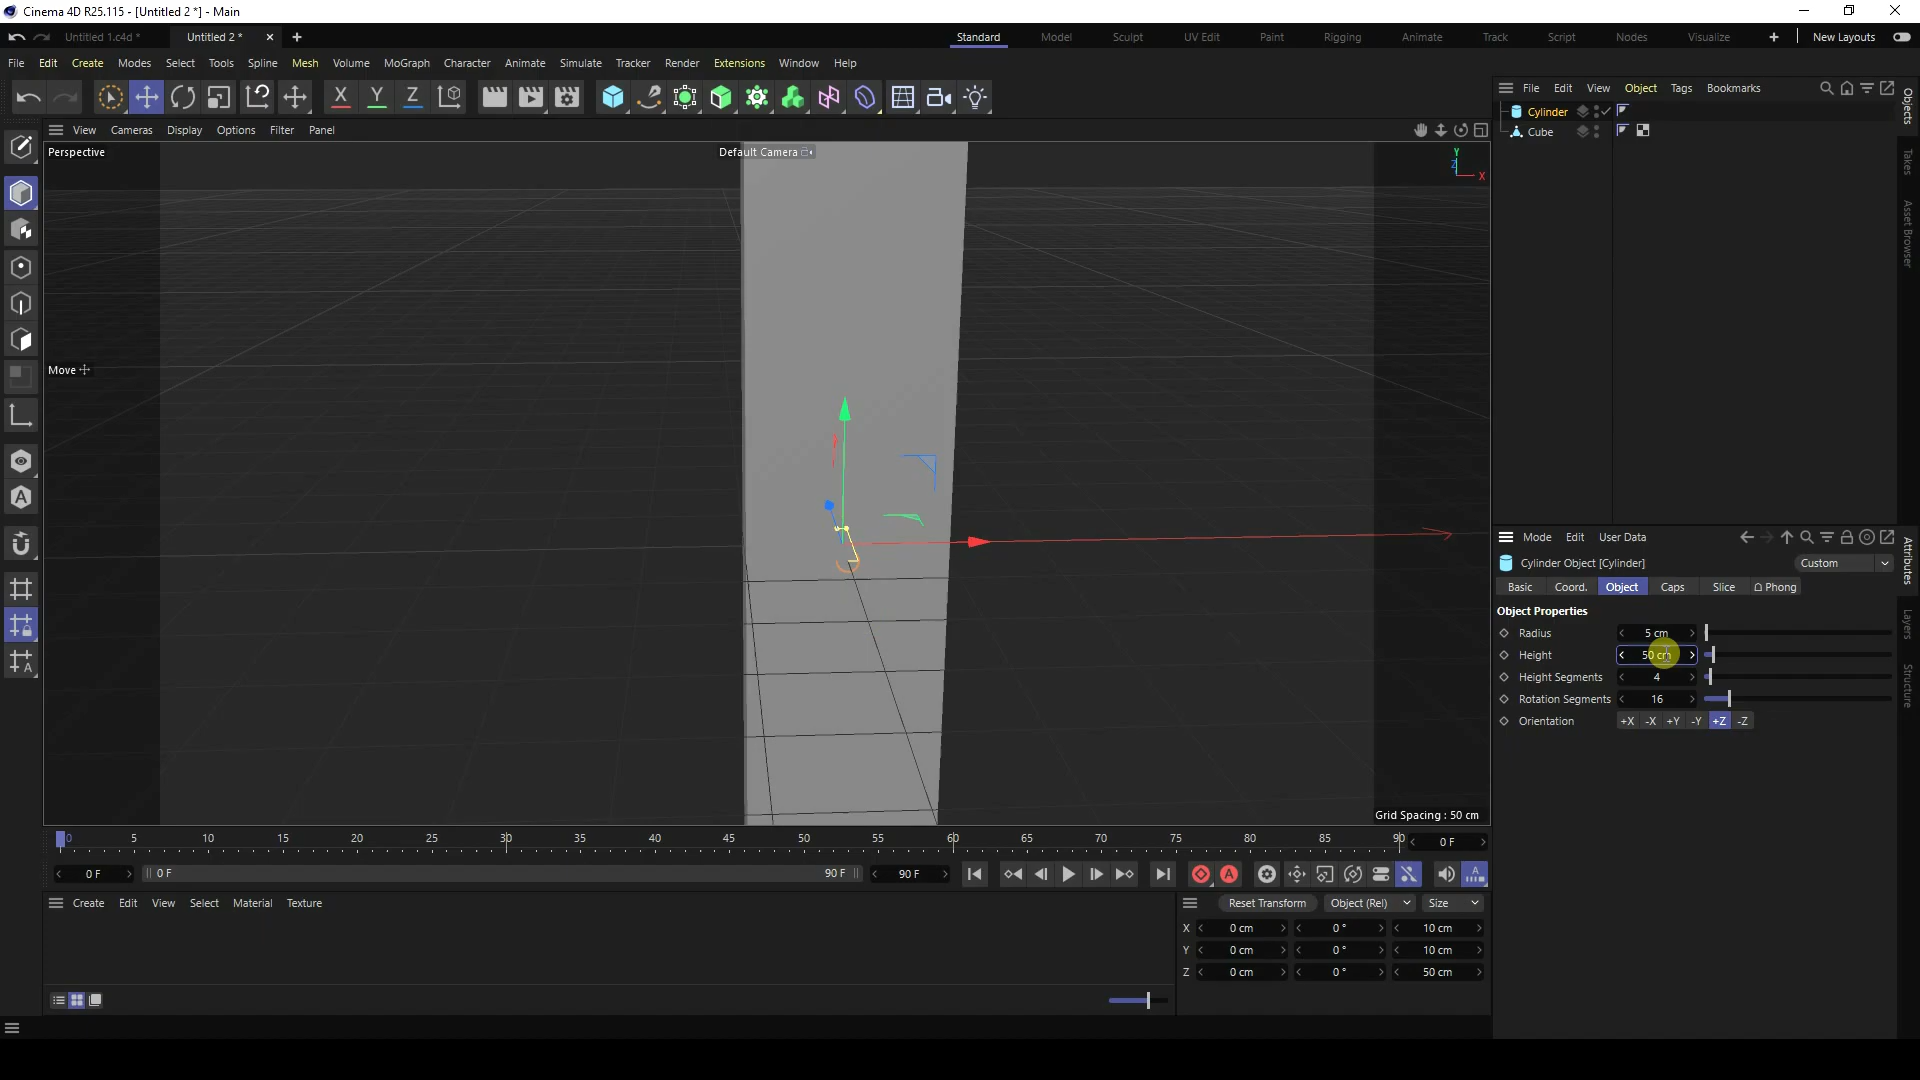 Cinema 4D R25.115 - [Untitled 2 *] - Main
Untitled 1.c4d *
Untitled 2 *
Standard Model Sculpt UV Edit Paint Rigging Animate Track Script Nodes Visualize New Layouts
File Edit Create Modes Select Tools Spline Mesh Volume MoGraph Character Animate Simulate Tracker Render Extensions Window Help
X Y Z
File Edit View Object Tags Bookmarks
View Cameras Display Options Filter Panel
Cylinder
Cube
Perspective
Default Camera
Y
Z
X
Move
Objects
Takes
Asset Browser
Mode Edit User Data
Cylinder Object [Cylinder]
Custom
Basic Coord. Object Caps Slice Phong
Object Properties
Radius 5 cm
Height 50 cm
Height Segments 4
Rotation Segments 16
Orientation +X -X +Y -Y +Z -Z
Attributes
Layers
Structure
Grid Spacing : 50 cm
0 5 10 15 20 25 30 35 40 45 50 55 60 65 70 75 80 85 90 0 F
0 F 0 F 90 F 90 F
Create Edit View Select Material Texture
Reset Transform Object (Rel) Size
X 0 cm 0 ° 10 cm
Y 0 cm 0 ° 10 cm
Z 0 cm 0 ° 50 cm